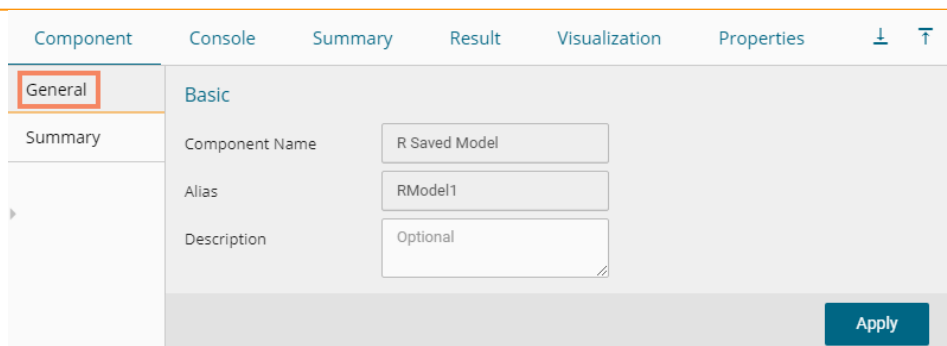 Component Console Summary Result Visualization Properties
General
Summary
Basic
Component Name R Saved Model
Alias RModel1
Description Optional
Apply